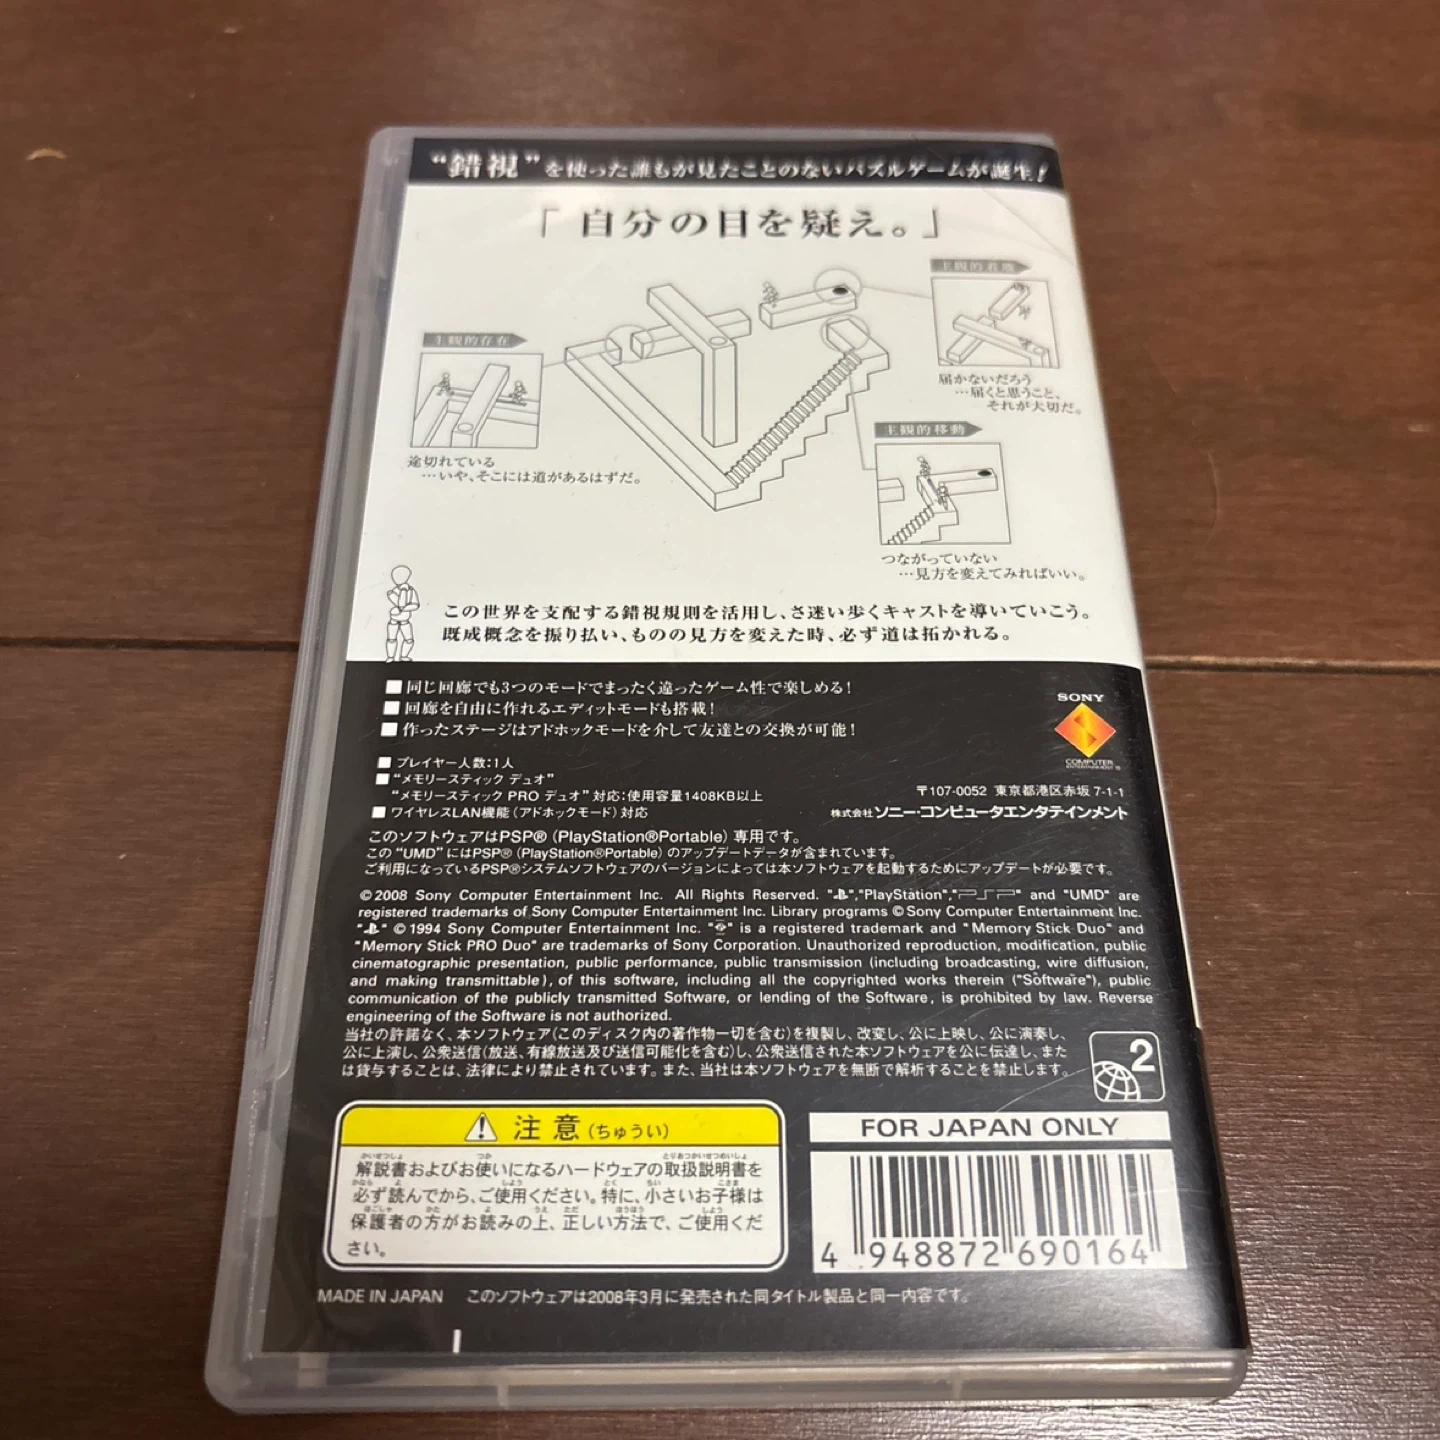 “錯視”を使った誰もが見たことのないパズルゲームが誕生!
「自分の目を疑え。」
主観的着地
届かないだろう
…届くと思うこと、
それが大切だ。
主観的存在
途切れている
…いや、そこには道があるはずだ。
主観的移動
つながっていない
…見方を変えてみればいい。
この世界を支配する錯視規則を活用し、さ迷い歩くキャストを導いていこう。
既成概念を振り払い、ものの見方を変えた時、必ず道は拓かれる。
■同じ回廊でも3つのモードでまったく違ったゲーム性で楽しめる!
■回廊を自由に作れるエディットモードも搭載!
■作ったステージはアドホックモードを介して友達との交換が可能!
SONY
COMPUTER
ENTERTAINMENT
■プレイヤー人数:1人
■“メモリースティック デュオ”
“メモリースティック PRO デュオ”対応:使用容量1408KB以上
■ワイヤレスLAN機能(アドホックモード)対応
〒107-0052 東京都港区赤坂 7-1-1
株式会社ソニー・コンピュータエンタテインメント
このソフトウェアはPSP®(PlayStation®Portable)専用です。
この“UMD”にはPSP®(PlayStation®Portable)のアップデートデータが含まれています。
ご利用になっているPSP®システムソフトウェアのバージョンによっては本ソフトウェアを起動するためにアップデートが必要です。
©2008 Sony Computer Entertainment Inc. All Rights Reserved. "","PlayStation","PSP" and "UMD" are
registered trademarks of Sony Computer Entertainment Inc. Library programs ©Sony Computer Entertainment Inc.
"" ©1994 Sony Computer Entertainment Inc. "" is a registered trademark and "Memory Stick Duo" and
"Memory Stick PRO Duo" are trademarks of Sony Corporation. Unauthorized reproduction, modification, public
cinematographic presentation, public performance, public transmission (including broadcasting, wire diffusion,
and making transmittable), of this software, including all the copyrighted works therein ("Software"), public
communication of the publicly transmitted Software, or lending of the Software, is prohibited by law. Reverse
engineering of the Software is not authorized.
当社の許諾なく、本ソフトウェア(このディスク内の著作物一切を含む)を複製し、改変し、公に上映し、公に演奏し、
公に上演し、公衆送信(放送、有線放送及び送信可能化を含む)し、公衆送信された本ソフトウェアを公に伝達し、また
は貸与することは、法律により禁止されています。また、当社は本ソフトウェアを無断で解析することを禁止します。
2
注意(ちゅうい)
解説書およびお使いになるハードウェアの取扱説明書を
必ず読んでから、ご使用ください。特に、小さいお子様は
保護者の方がお読みの上、正しい方法で、ご使用くだ
さい。
FOR JAPAN ONLY
4 948872 690164
MADE IN JAPAN このソフトウェアは2008年3月に発売された同タイトル製品と同一内容です。